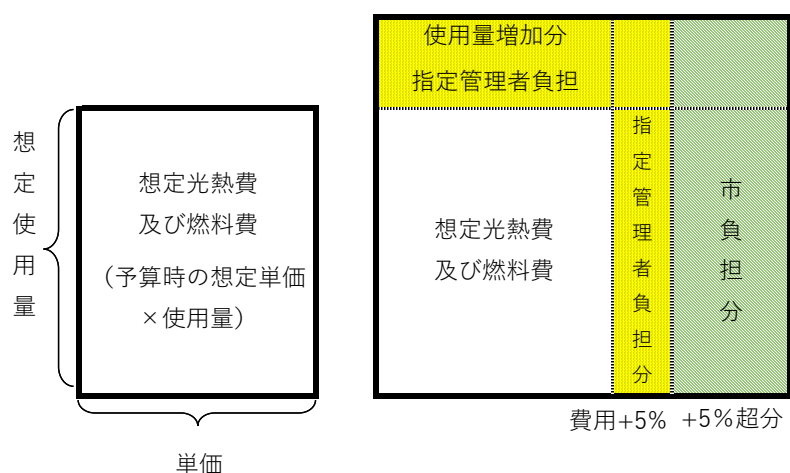 想定使用量
想定光熱費
及び燃料費
（予算時の想定単価
×使用量）
単価
使用量増加分
指定管理者負担
想定光熱費
及び燃料費
指定管理者負担分
市負担分
費用+5%
+5%超分